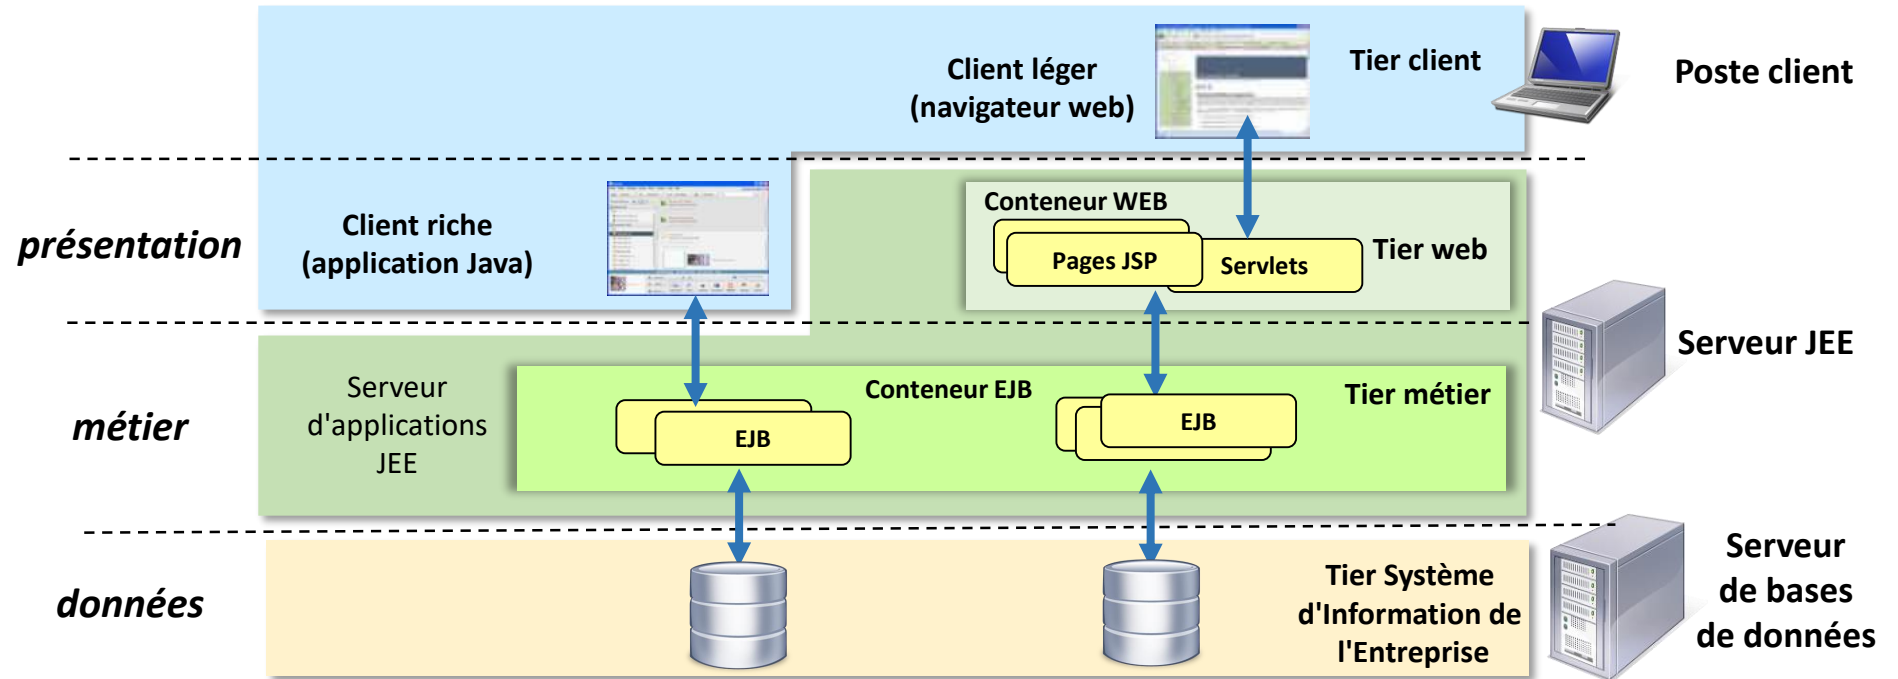 Client léger
(navigateur web)
Tier client
Poste client
présentation
Client riche
(application Java)
Conteneur WEB
Pages JSP
Servlets
Tier web
Serveur JEE
métier
Serveur
d'applications
JEE
Conteneur EJB
Tier métier
EJB
EJB
données
Tier Système
d'Information de
l'Entreprise
Serveur
de bases
de données